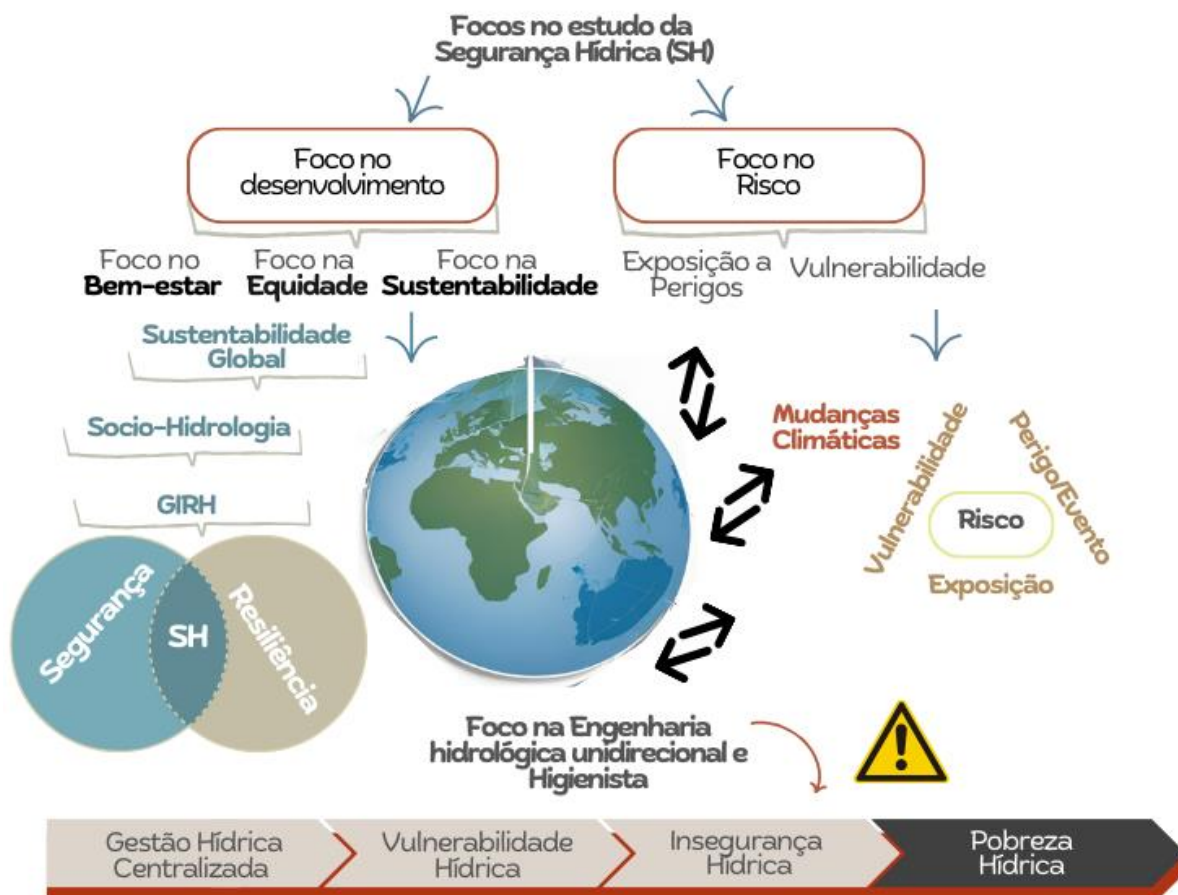 Focos no estudo da
Segurança Hídrica (SH)
Foco no
desenvolvimento
Foco no
Risco
Foco no
Bem-estar
Foco na
Equidade
Foco na
Sustentabilidade
Exposição a
Perigos
Vulnerabilidade
Sustentabilidade
Global
Socio-Hidrologia
GIRH
Segurança
SH
Resiliência
Mudanças
Climáticas
Vulnerabilidade
Perigo/Evento
Risco
Exposição
Foco na Engenharia
hidrológica unidirecional e
Higienista
Gestão Hídrica
Centralizada
Vulnerabilidade
Hídrica
Insegurança
Hídrica
Pobreza
Hídrica